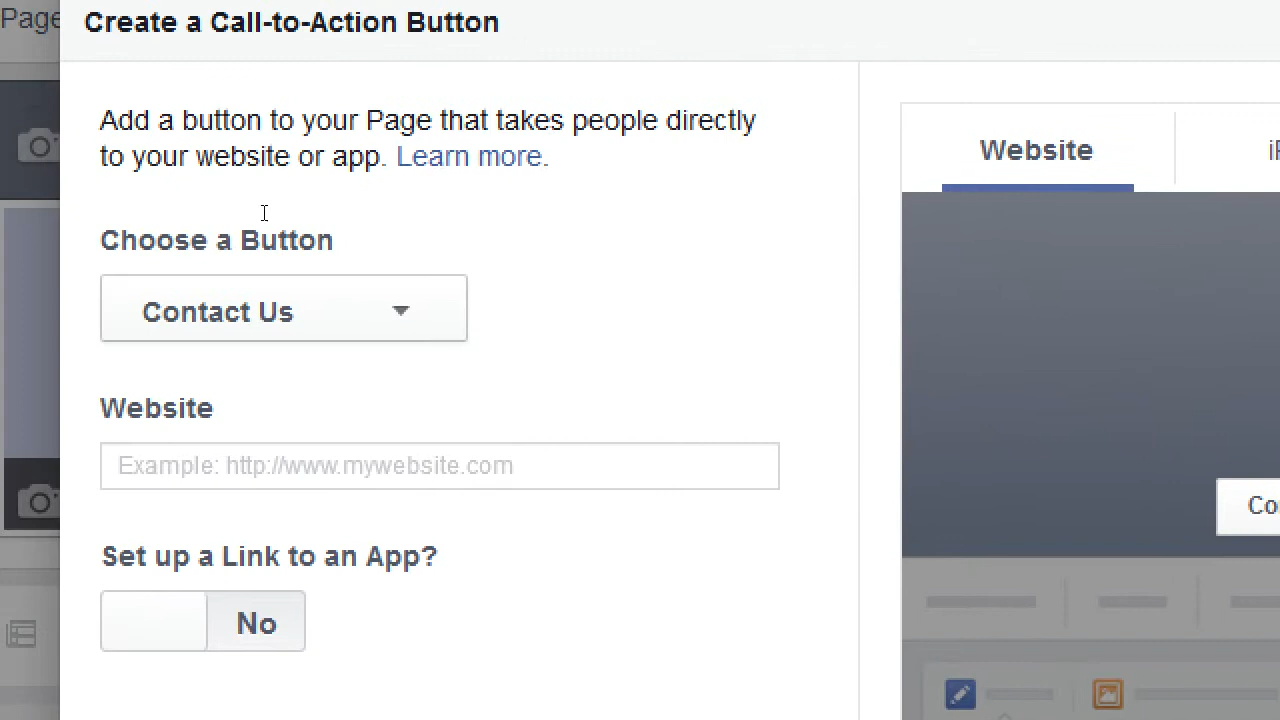 Page
Create a Call-to-Action Button
Add a button to your Page that takes people directly
to your website or app. Learn more.
Choose a Button
Contact Us
Website
Example: http://www.mywebsite.com
Set up a Link to an App?
No
Website